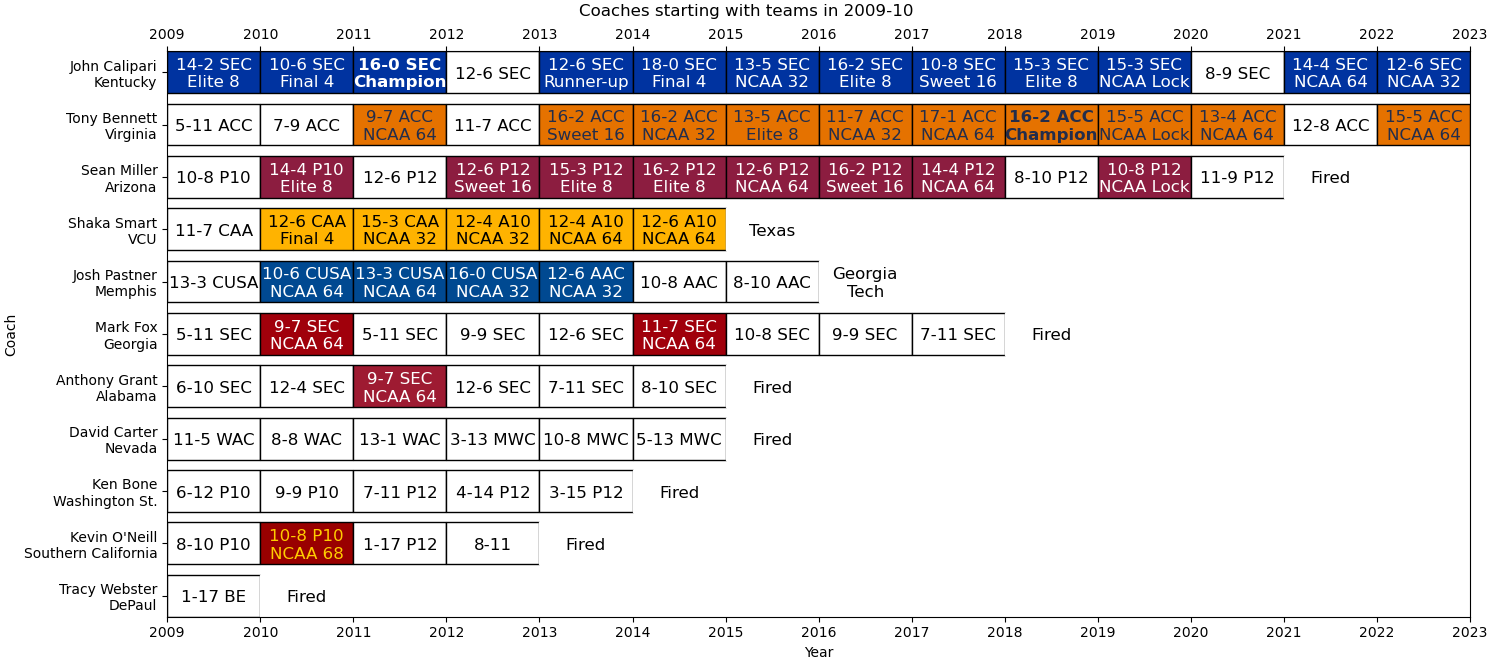 Coaches starting with teams in 2009-10
2009 2010 2011 2012 2013 2014 2015 2016 2017 2018 2019 2020 2021 2022 2023
John Calipari
Kentucky
14-2 SEC 10-6 SEC 16-0 SEC 12-6 SEC 12-6 SEC 18-0 SEC 13-5 SEC 16-2 SEC 10-8 SEC 15-3 SEC 15-3 SEC 8-9 SEC 14-4 SEC 12-6 SEC
Elite 8 Final 4 Champion Runner-up Final 4 NCAA 32 Elite 8 Sweet 16 Elite 8 NCAA Lock NCAA 64 NCAA 32
Tony Bennett
Virginia
5-11 ACC 7-9 ACC 9-7 ACC 11-7 ACC 16-2 ACC 16-2 ACC 13-5 ACC 11-7 ACC 17-1 ACC 16-2 ACC 15-5 ACC 13-4 ACC 12-8 ACC 15-5 ACC
NCAA 64 Sweet 16 NCAA 32 Elite 8 NCAA 32 NCAA 64 Champion NCAA Lock NCAA 64 NCAA 64
Sean Miller
Arizona
10-8 P10 14-4 P10 12-6 P12 12-6 P12 15-3 P12 16-2 P12 12-6 P12 16-2 P12 14-4 P12 8-10 P12 10-8 P12 11-9 P12 Fired
Elite 8 Sweet 16 Elite 8 Elite 8 NCAA 64 Sweet 16 NCAA 64 NCAA Lock
Shaka Smart
VCU
11-7 CAA 12-6 CAA 15-3 CAA 12-4 A10 12-4 A10 12-6 A10 Texas
Final 4 NCAA 32 NCAA 32 NCAA 64 NCAA 64
Josh Pastner
Memphis
13-3 CUSA 10-6 CUSA 13-3 CUSA 16-0 CUSA 12-6 AAC 10-8 AAC 8-10 AAC Georgia
NCAA 64 NCAA 64 NCAA 32 NCAA 32 Tech
Mark Fox
Georgia
5-11 SEC 9-7 SEC 5-11 SEC 9-9 SEC 12-6 SEC 11-7 SEC 10-8 SEC 9-9 SEC 7-11 SEC Fired
NCAA 64 NCAA 64
Anthony Grant
Alabama
6-10 SEC 12-4 SEC 9-7 SEC 12-6 SEC 7-11 SEC 8-10 SEC Fired
NCAA 64
David Carter
Nevada
11-5 WAC 8-8 WAC 13-1 WAC 3-13 MWC 10-8 MWC 5-13 MWC Fired
Ken Bone
Washington St.
6-12 P10 9-9 P10 7-11 P12 4-14 P12 3-15 P12 Fired
Kevin O'Neill
Southern California
8-10 P10 10-8 P10 1-17 P12 8-11 Fired
NCAA 68
Tracy Webster
DePaul
1-17 BE Fired
2009 2010 2011 2012 2013 2014 2015 2016 2017 2018 2019 2020 2021 2022 2023
Year
Coach